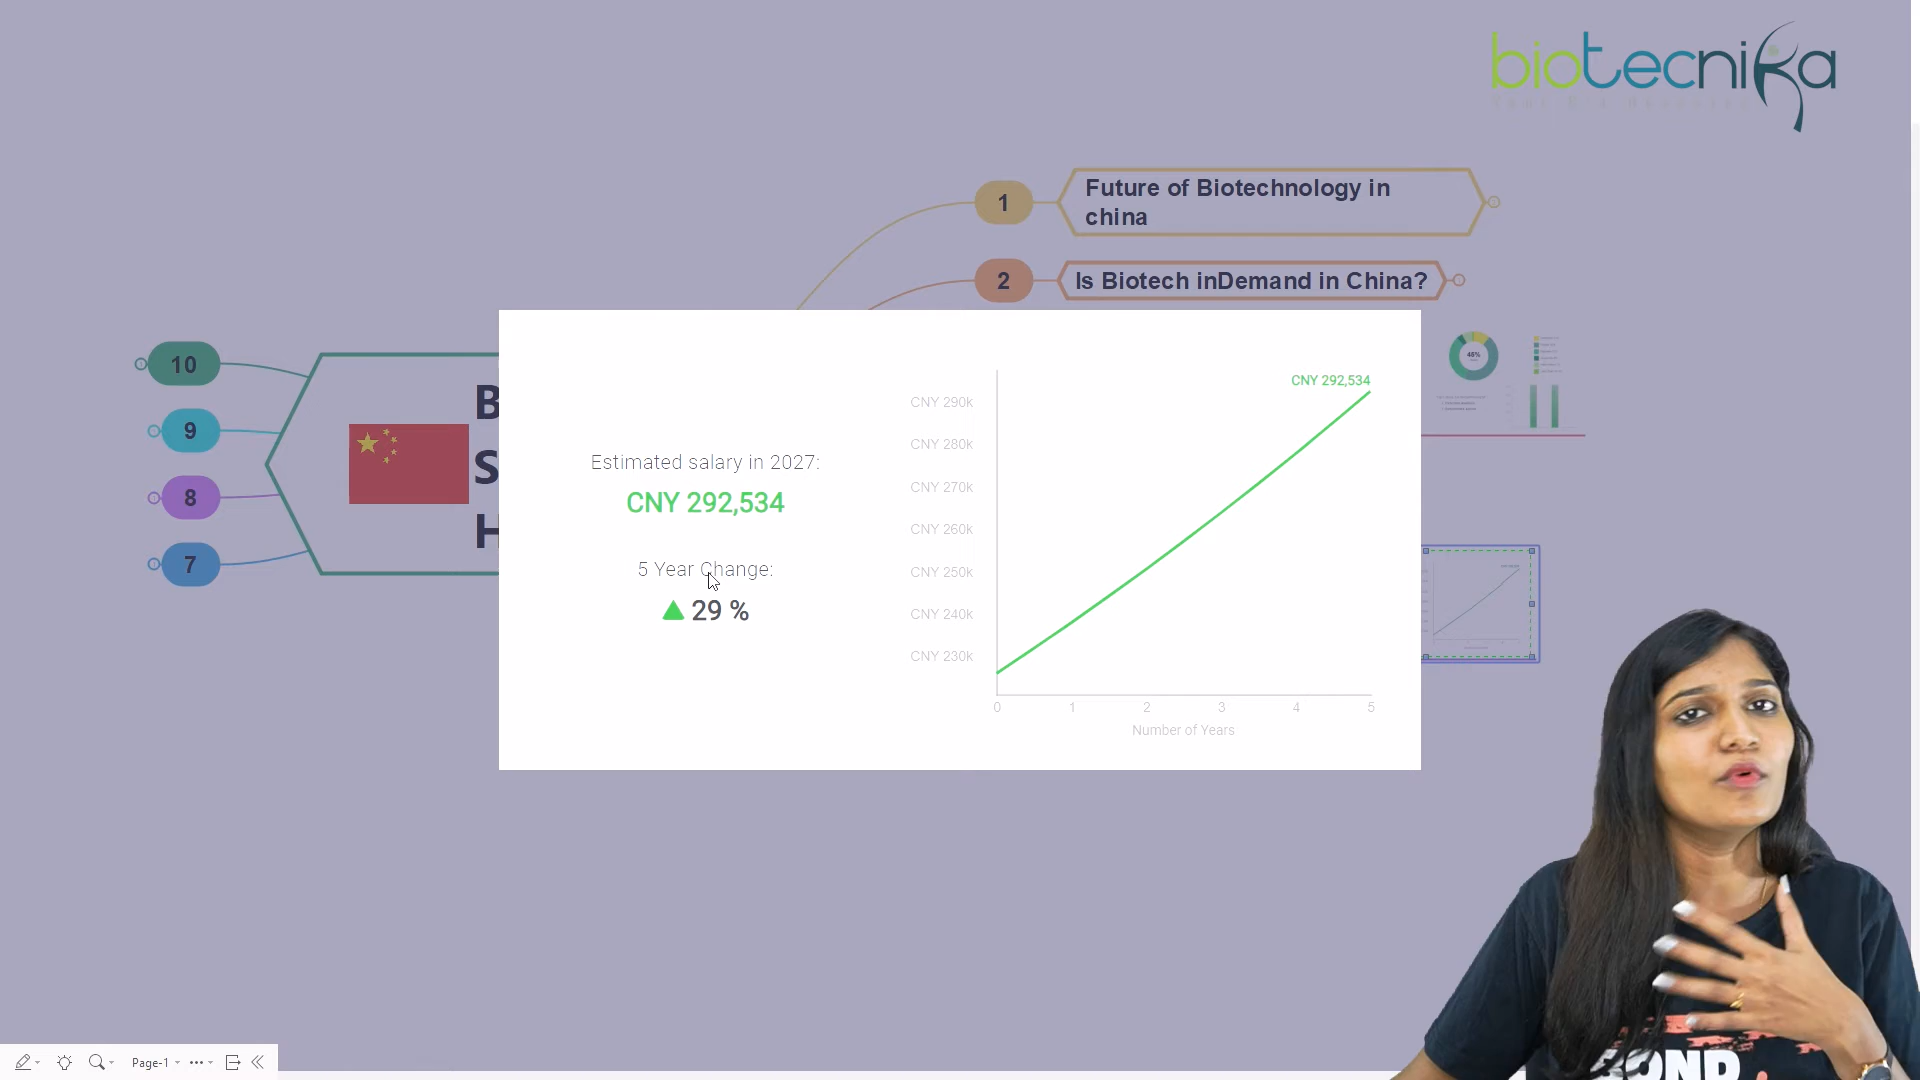 biotecnika
1
Future of Biotechnology in
china
2
Is Biotech inDemand in China?
10
9
8
7
B
S
H
45%
Estimated salary in 2027:
CNY 292,534
5 Year Change:
29 %
CNY 292,534
CNY 290k
CNY 280k
CNY 270k
CNY 260k
CNY 250k
CNY 240k
CNY 230k
0 1 2 3 4 5
Number of Years
Page-1